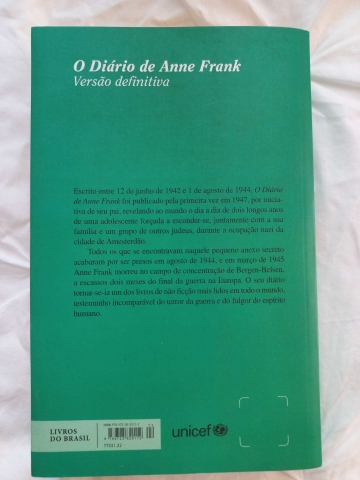 O Diário de Anne Frank
Versão definitiva
Escrito entre 12 de junho de 1942 e 1 de agosto de 1944, O Diário
de Anne Frank foi publicado pela primeira vez em 1947, por inicia-
tiva de seu pai, revelando ao mundo o dia a dia de dois longos anos
de uma adolescente forçada a esconder-se, juntamente com a sua
família e um grupo de outros judeus, durante a ocupação nazi da
cidade de Amesterdão.
Todos os que se encontravam naquele pequeno anexo secreto
acabaram por ser presos em agosto de 1944, e em março de 1945
Anne Frank morreu no campo de concentração de Bergen-Belsen,
a escassos dois meses do final da guerra na Europa. O seu diário
tornar-se-ia um dos livros de não ficção mais lidos em todo o mundo,
testemunho incomparável do terror da guerra e do fulgor do espírito
humano.
LIVROS
DO BRASIL
unicef